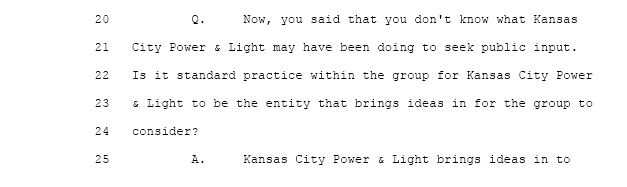 20 Q. Now, you said that you don't know what Kansas
21 City Power & Light may have been doing to seek public input.
22 Is it standard practice within the group for Kansas City Power
23 & Light to be the entity that brings ideas in for the group to
24 consider?
25 A. Kansas City Power & Light brings ideas in to